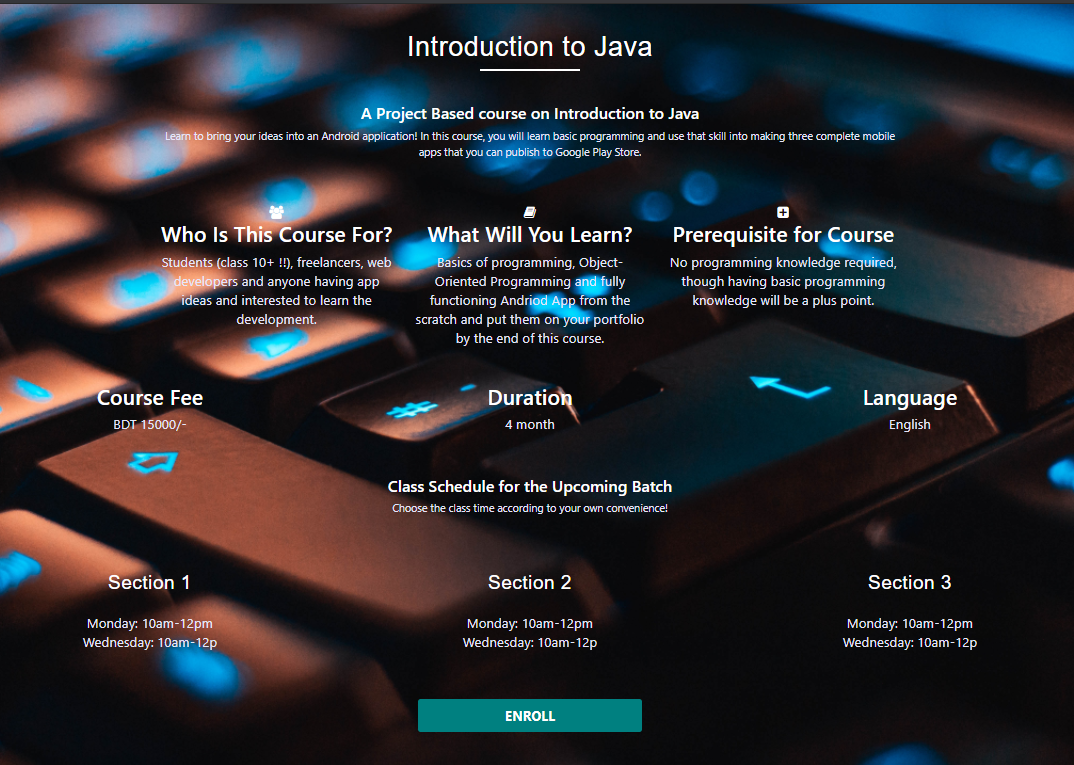 Introduction to Java
A Project Based course on Introduction to Java
Learn to bring your ideas into an Android application! In this course, you will learn basic programming and use that skill into making three complete mobile
apps that you can publish to Google Play Store.
Who Is This Course For?
Students (class 10+ !!), freelancers, web
developers and anyone having app
ideas and interested to learn the
development.
What Will You Learn?
Basics of programming, Object-
Oriented Programming and fully
functioning Andriod App from the
scratch and put them on your portfolio
by the end of this course.
Prerequisite for Course
No programming knowledge required,
though having basic programming
knowledge will be a plus point.
Course Fee
BDT 15000/-
Duration
4 month
Language
English
Class Schedule for the Upcoming Batch
Choose the class time according to your own convenience!
Section 1
Monday: 10am-12pm
Wednesday: 10am-12p
Section 2
Monday: 10am-12pm
Wednesday: 10am-12p
Section 3
Monday: 10am-12pm
Wednesday: 10am-12p
ENROLL